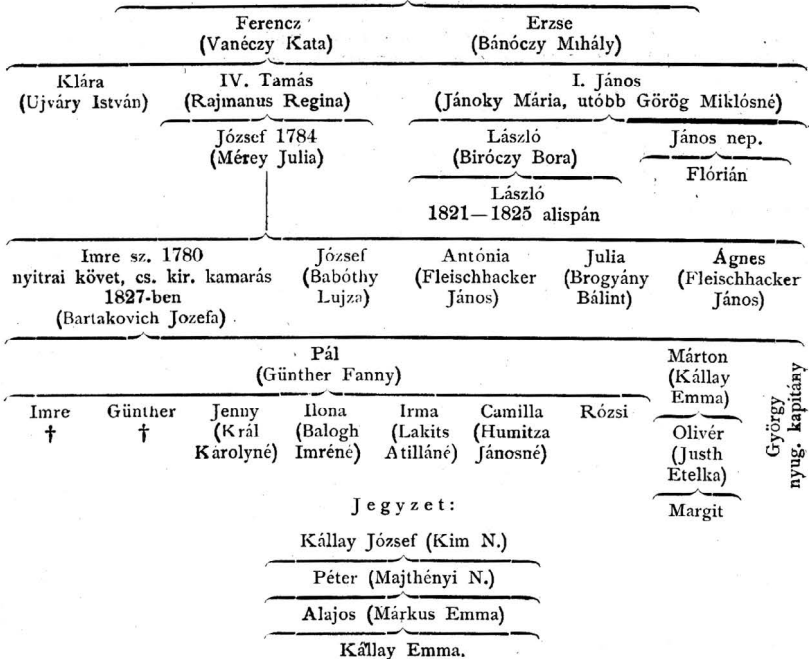 Ferencz Erzse
(Vanéczy Kata) (Bánóczy Mihály)
Klára IV. Tamás I. János
(Ujváry István) (Rajmanus Regina) (Jánoky Mária, utóbb Görög Miklósné)
József 1784 László János nep.
(Mérey Julia) (Biróczy Bora) Flórián
László
1821—1825 alispán
Imre sz. 1780 József Antónia Julia Ágnes
nyitrai követ, cs. kir. kamarás (Babóthy (Fleischhacker (Brogyány (Fleischhacker
1827-ben Lujza) János) Bálint) János)
(Bartakovich Jozefa)
Pál Márton
(Günther Fanny) (Kállay
Emma)
Imre Günther Jenny Ilona Irma Camilla Rózsi
† † (Král (Balogh (Lakits (Humitza
Károlyné) Imréné) Atilláné) Jánosné)
Olivér
(Justh
Etelka)
Margit
György
nyug. kapitány
Jegyzet:
Kállay József (Kim N.)
Péter (Majthényi N.)
Alajos (Márkus Emma)
Kállay Emma.